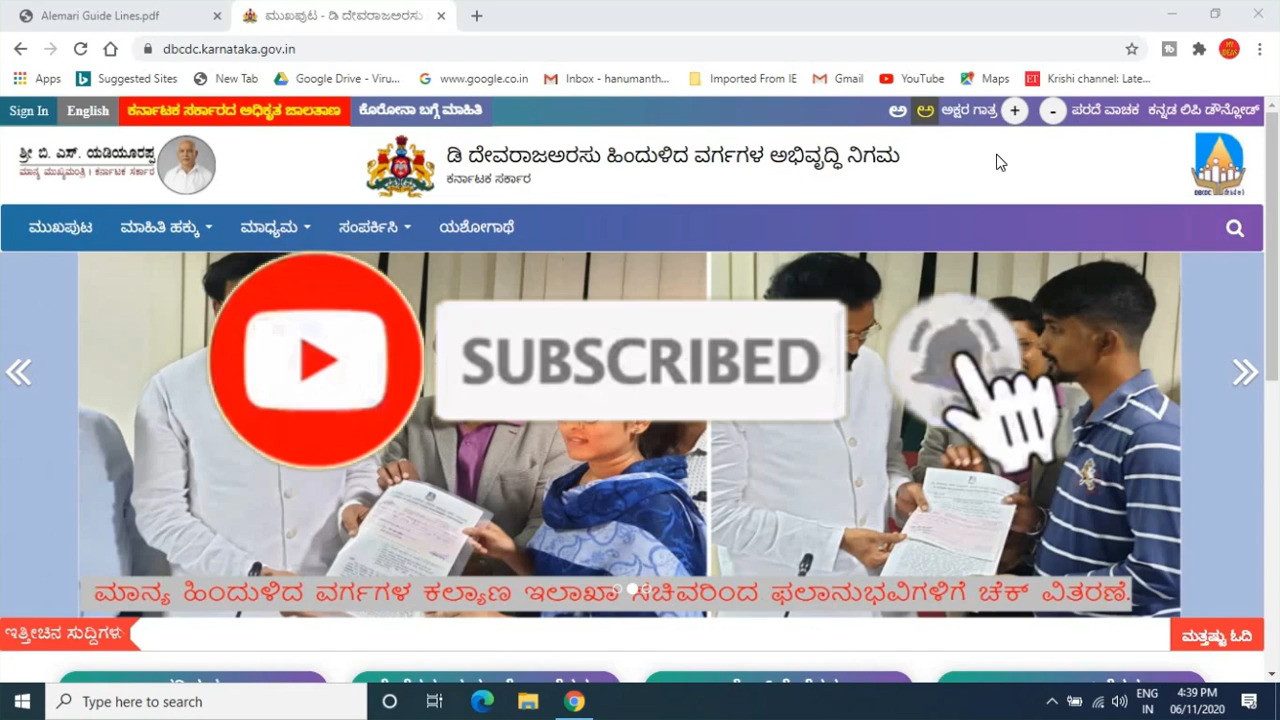 Alemari Guide Lines.pdf
ಮುಖಪುಟ - ಡಿ ದೇವರಾಜಅರಸು
dbcdc.karnataka.gov.in
Apps Suggested Sites New Tab Google Drive - Viru... www.google.co.in Inbox - hanumanth... Imported From IE Gmail YouTube Maps Krishi channel: Late...
Sign In English ಕರ್ನಾಟಕ ಸರ್ಕಾರದ ಅಧಿಕೃತ ಜಾಲತಾಣ ಕೊರೋನಾ ಬಗ್ಗೆ ಮಾಹಿತಿ ಅ ಅ ಅಕ್ಷರ ಗಾತ್ರ + - ಪರದೆ ವಾಚಕ ಕನ್ನಡ ಲಿಪಿ ಡೌನ್ಲೋಡ್
ಶ್ರೀ ಬಿ. ಎಸ್. ಯಡಿಯೂರಪ್ಪ
ಮಾನ್ಯ ಮುಖ್ಯಮಂತ್ರಿ | ಕರ್ನಾಟಕ ಸರ್ಕಾರ
ಡಿ ದೇವರಾಜಅರಸು ಹಿಂದುಳಿದ ವರ್ಗಗಳ ಅಭಿವೃದ್ಧಿ ನಿಗಮ
ಕರ್ನಾಟಕ ಸರ್ಕಾರ
ಮುಖಪುಟ ಮಾಹಿತಿ ಹಕ್ಕು ಮಾಧ್ಯಮ ಸಂಪರ್ಕಿಸಿ ಯಶೋಗಾಥೆ
SUBSCRIBED
ಮಾನ್ಯ ಹಿಂದುಳಿದ ವರ್ಗಗಳ ಕಲ್ಯಾಣ ಇಲಾಖಾ ಸಚಿವರಿಂದ ಫಲಾನುಭವಿಗಳಿಗೆ ಚೆಕ್ ವಿತರಣೆ.
ಇತ್ತೀಚಿನ ಸುದ್ದಿಗಳು ಮತ್ತಷ್ಟು ಓದಿ
Type here to search
ENG 4:39 PM
IN 06/11/2020